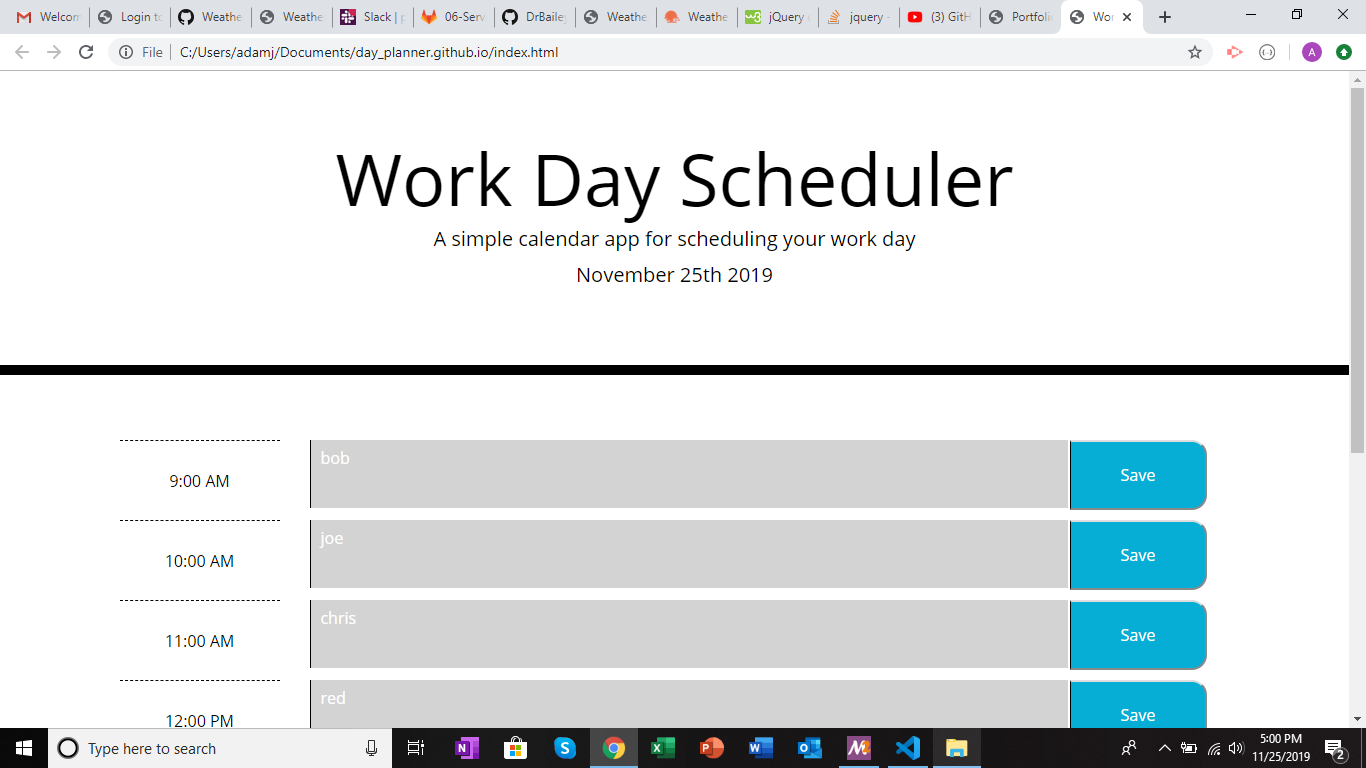 Welcom Login to Weathe Weathe Slack | p 06-Serv DrBailey Weathe Weathe jQuery jquery - (3) GitH Portfolio Wor
File C:/Users/adamj/Documents/day_planner.github.io/index.html A
Work Day Scheduler
A simple calendar app for scheduling your work day
November 25th 2019
9:00 AM bob Save
10:00 AM joe Save
11:00 AM chris Save
12:00 PM red Save
Type here to search
5:00 PM
11/25/2019
2